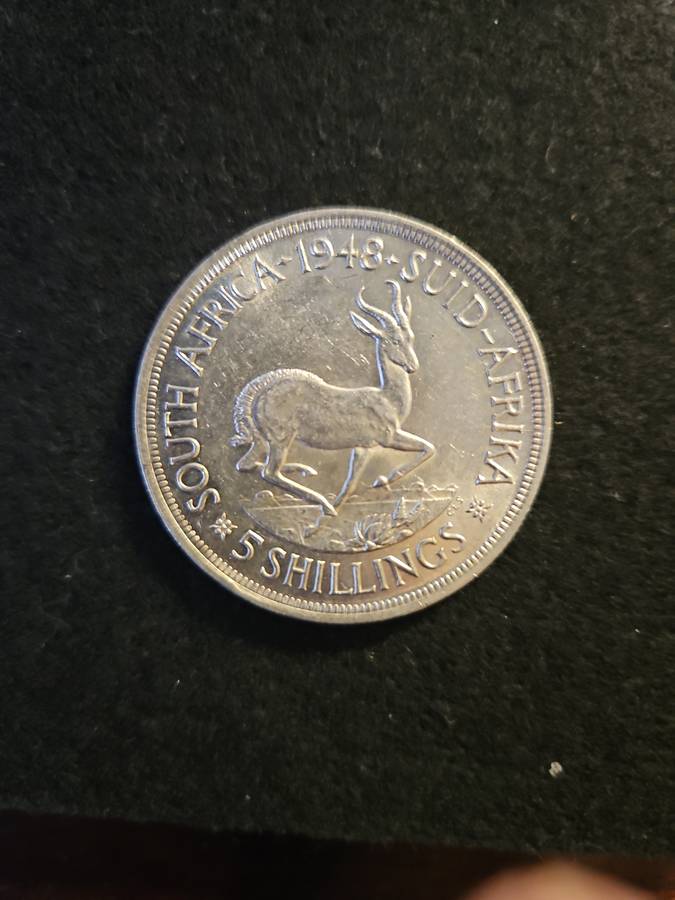 SOUTH AFRICA · 1948 · SUID-AFRIKA
5 SHILLINGS